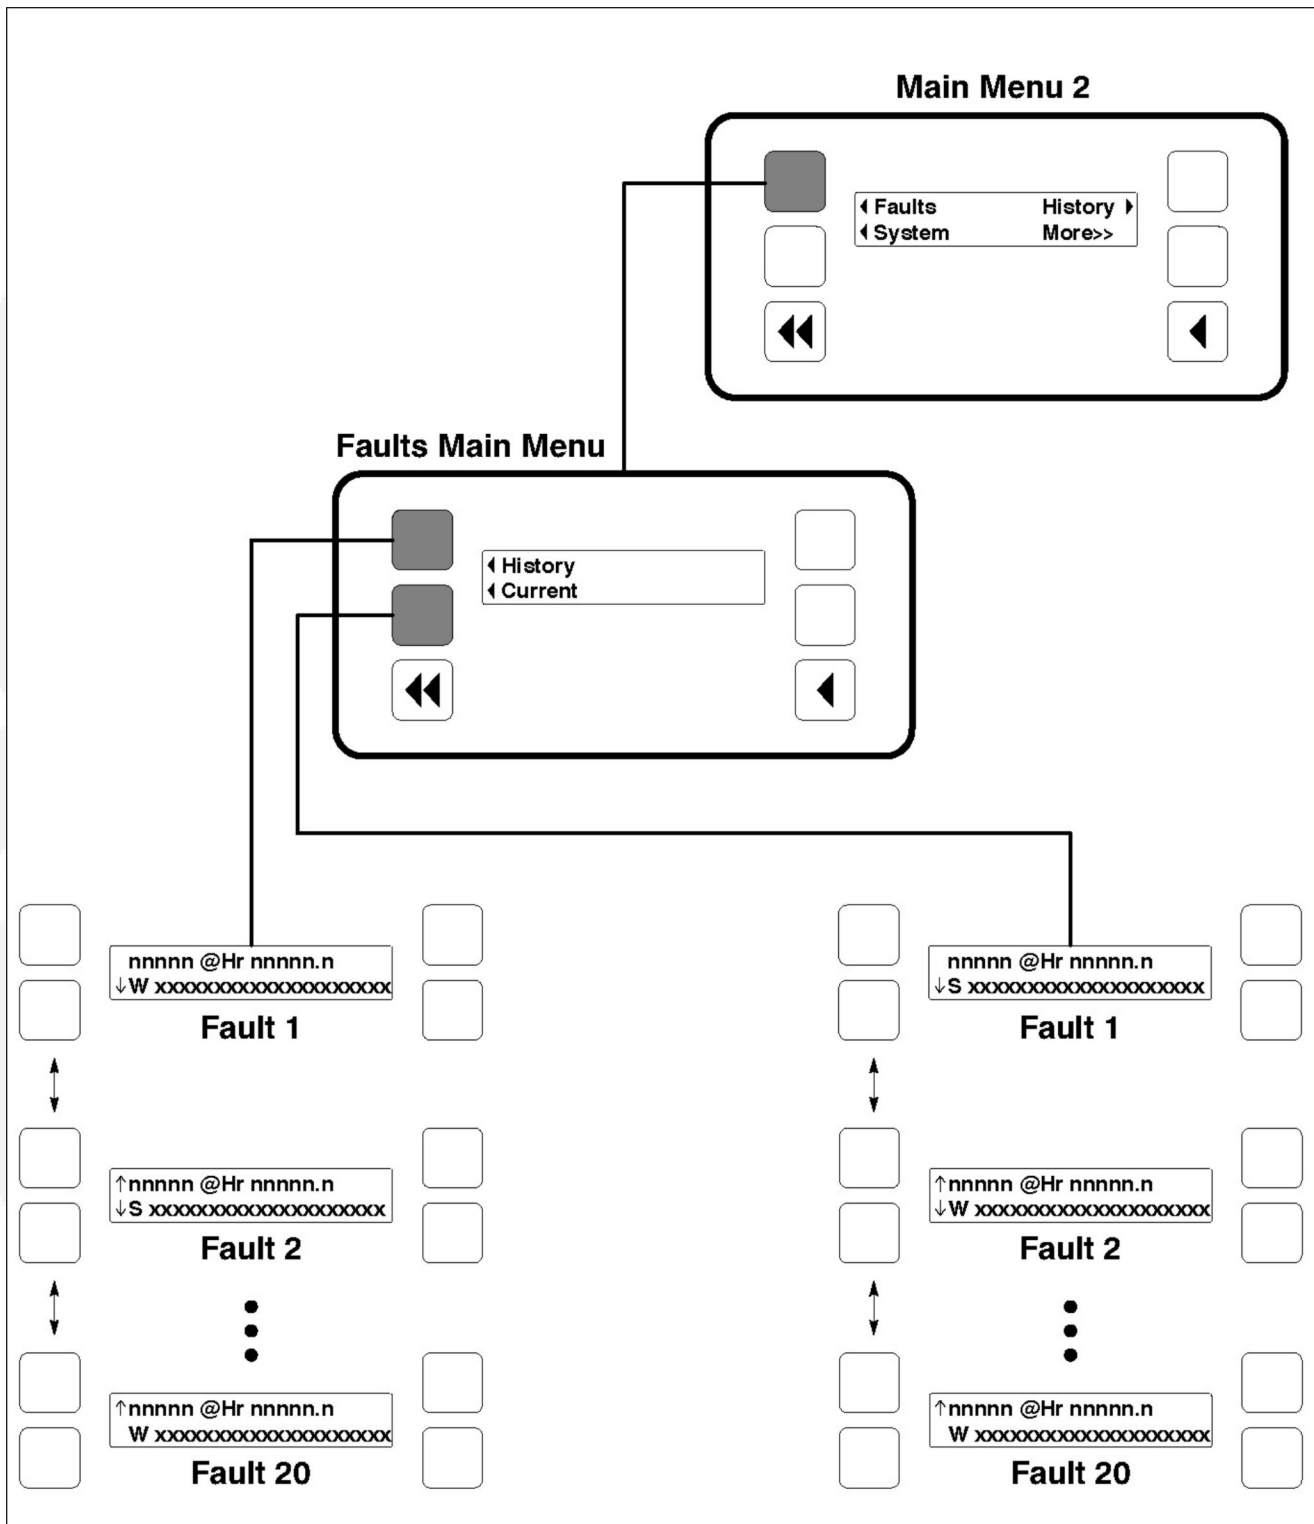 Main Menu 2
◄ Faults History ►
◄ System More>>
Faults Main Menu
◄ History
◄ Current
nnnnn @Hr nnnnn.n
↓W xxxxxxxxxxxxxxxxxxxx
Fault 1
nnnnn @Hr nnnnn.n
↓S xxxxxxxxxxxxxxxxxxxx
Fault 1
↑nnnnn @Hr nnnnn.n
↓S xxxxxxxxxxxxxxxxxxxx
Fault 2
↑nnnnn @Hr nnnnn.n
↓W xxxxxxxxxxxxxxxxxxxx
Fault 2
↑nnnnn @Hr nnnnn.n
W xxxxxxxxxxxxxxxxxxxx
Fault 20
↑nnnnn @Hr nnnnn.n
W xxxxxxxxxxxxxxxxxxxx
Fault 20